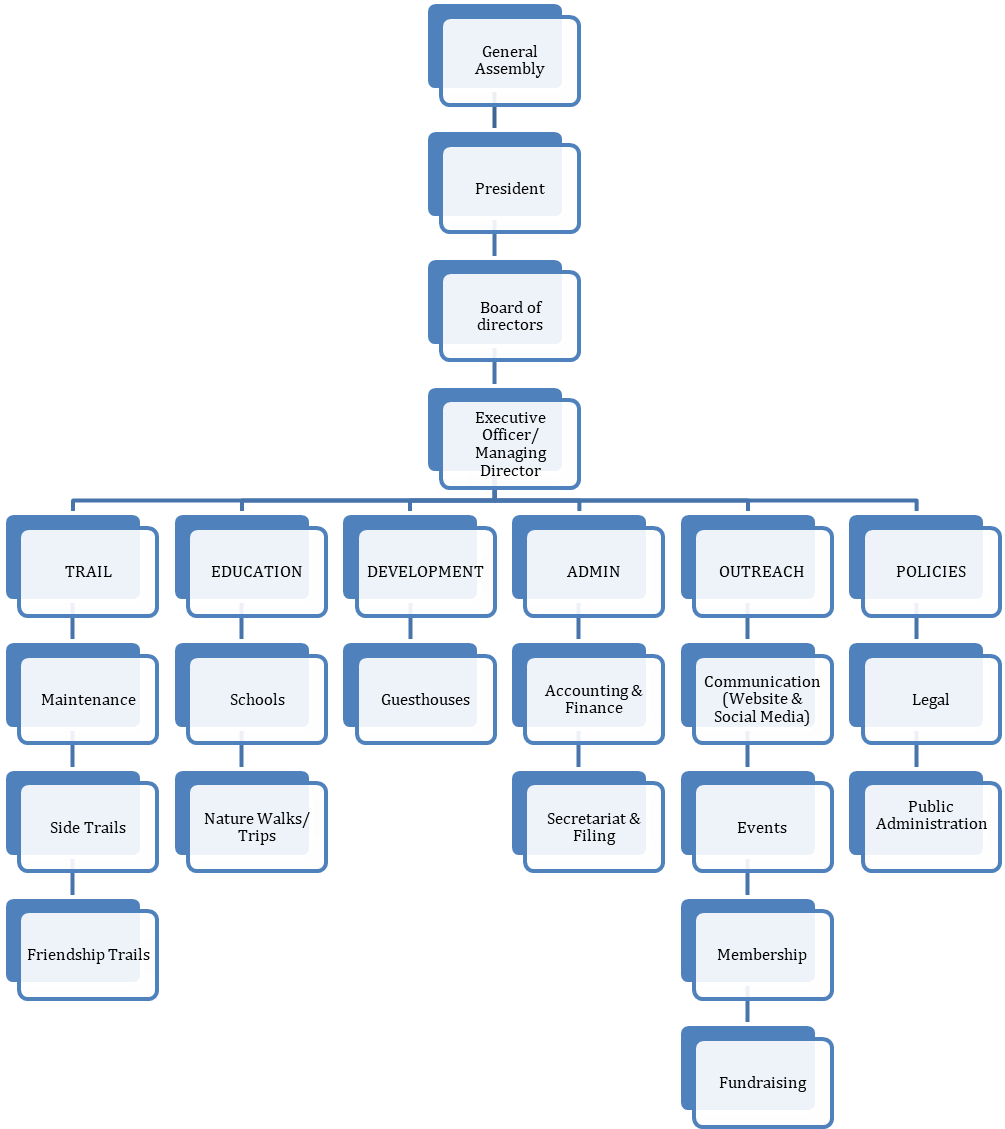 General
Assembly
President
Board of
directors
Executive
Officer/
Managing
Director
TRAIL
EDUCATION
DEVELOPMENT
ADMIN
OUTREACH
POLICIES
Maintenance
Schools
Guesthouses
Accounting &
Finance
Communication
(Website &
Social Media)
Legal
Side Trails
Nature Walks/
Trips
Secretariat &
Filing
Events
Public
Administration
Friendship Trails
Membership
Fundraising